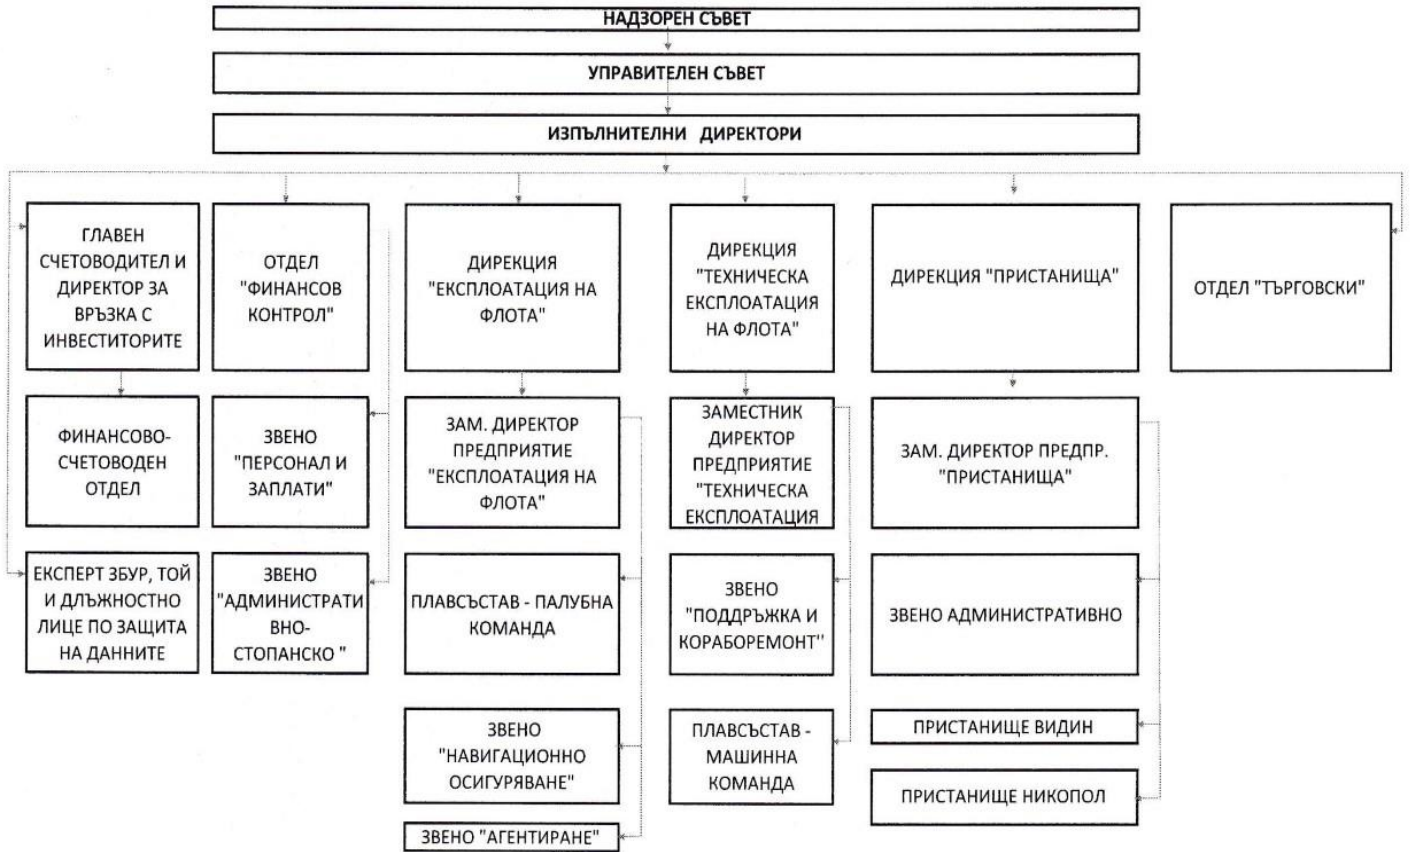 НАДЗОРЕН СЪВЕТ
УПРАВИТЕЛЕН СЪВЕТ
ИЗПЪЛНИТЕЛНИ ДИРЕКТОРИ
ГЛАВЕН
СЧЕТОВОДИТЕЛ И
ДИРЕКТОР ЗА
ВРЪЗКА С
ИНВЕСТИТОРИТЕ
ОТДЕЛ
"ФИНАНСОВ
КОНТРОЛ"
ДИРЕКЦИЯ
"ЕКСПЛОАТАЦИЯ НА
ФЛОТА"
ДИРЕКЦИЯ
"ТЕХНИЧЕСКА
ЕКСПЛОАТАЦИЯ
НА ФЛОТА"
ДИРЕКЦИЯ "ПРИСТАНИЩА"
ОТДЕЛ "ТЪРГОВСКИ"
ФИНАНСОВО-
СЧЕТОВОДЕН
ОТДЕЛ
ЗВЕНО
"ПЕРСОНАЛ И
ЗАПЛАТИ"
ЗАМ. ДИРЕКТОР
ПРЕДПРИЯТИЕ
"ЕКСПЛОАТАЦИЯ НА
ФЛОТА"
ЗАМЕСТНИК
ДИРЕКТОР
ПРЕДПРИЯТИЕ
"ТЕХНИЧЕСКА
ЕКСПЛОАТАЦИЯ
ЗАМ. ДИРЕКТОР ПРЕДПР.
"ПРИСТАНИЩА"
ЕКСПЕРТ ЗБУР, ТОЙ
И ДЛЪЖНОСТНО
ЛИЦЕ ПО ЗАЩИТА
НА ДАННИТЕ
ЗВЕНО
"АДМИНИСТРАТИ
ВНО-
СТОПАНСКО "
ПЛАВСЪСТАВ - ПАЛУБНА
КОМАНДА
ЗВЕНО
"ПОДДРЪЖКА И
КОРАБОРЕМОНТ"
ЗВЕНО АДМИНИСТРАТИВНО
ЗВЕНО
"НАВИГАЦИОННО
ОСИГУРЯВАНЕ"
ПЛАВСЪСТАВ -
МАШИННА
КОМАНДА
ПРИСТАНИЩЕ ВИДИН
ПРИСТАНИЩЕ НИКОПОЛ
ЗВЕНО "АГЕНТИРАНЕ"